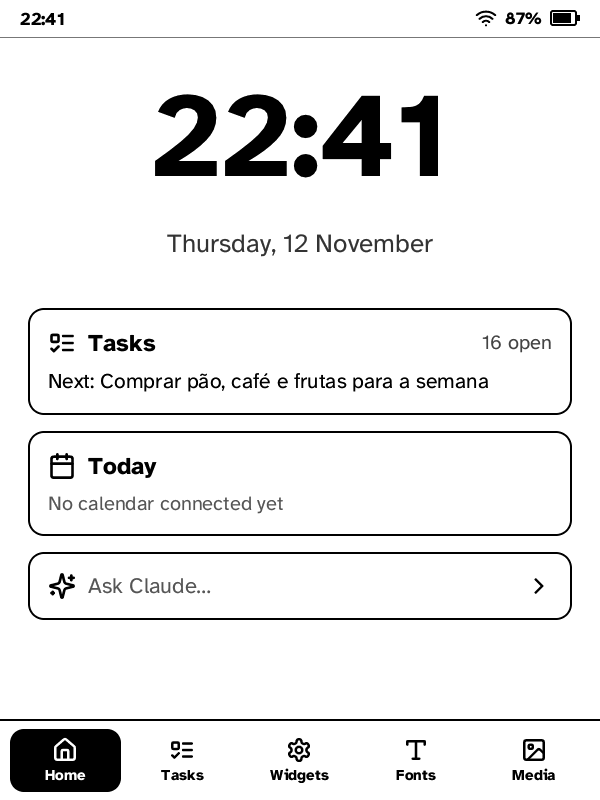 22:41
87%
22:41
Thursday, 12 November
Tasks
16 open
Next: Comprar pão, café e frutas para a semana
Today
No calendar connected yet
Ask Claude...
Home
Tasks
Widgets
Fonts
Media